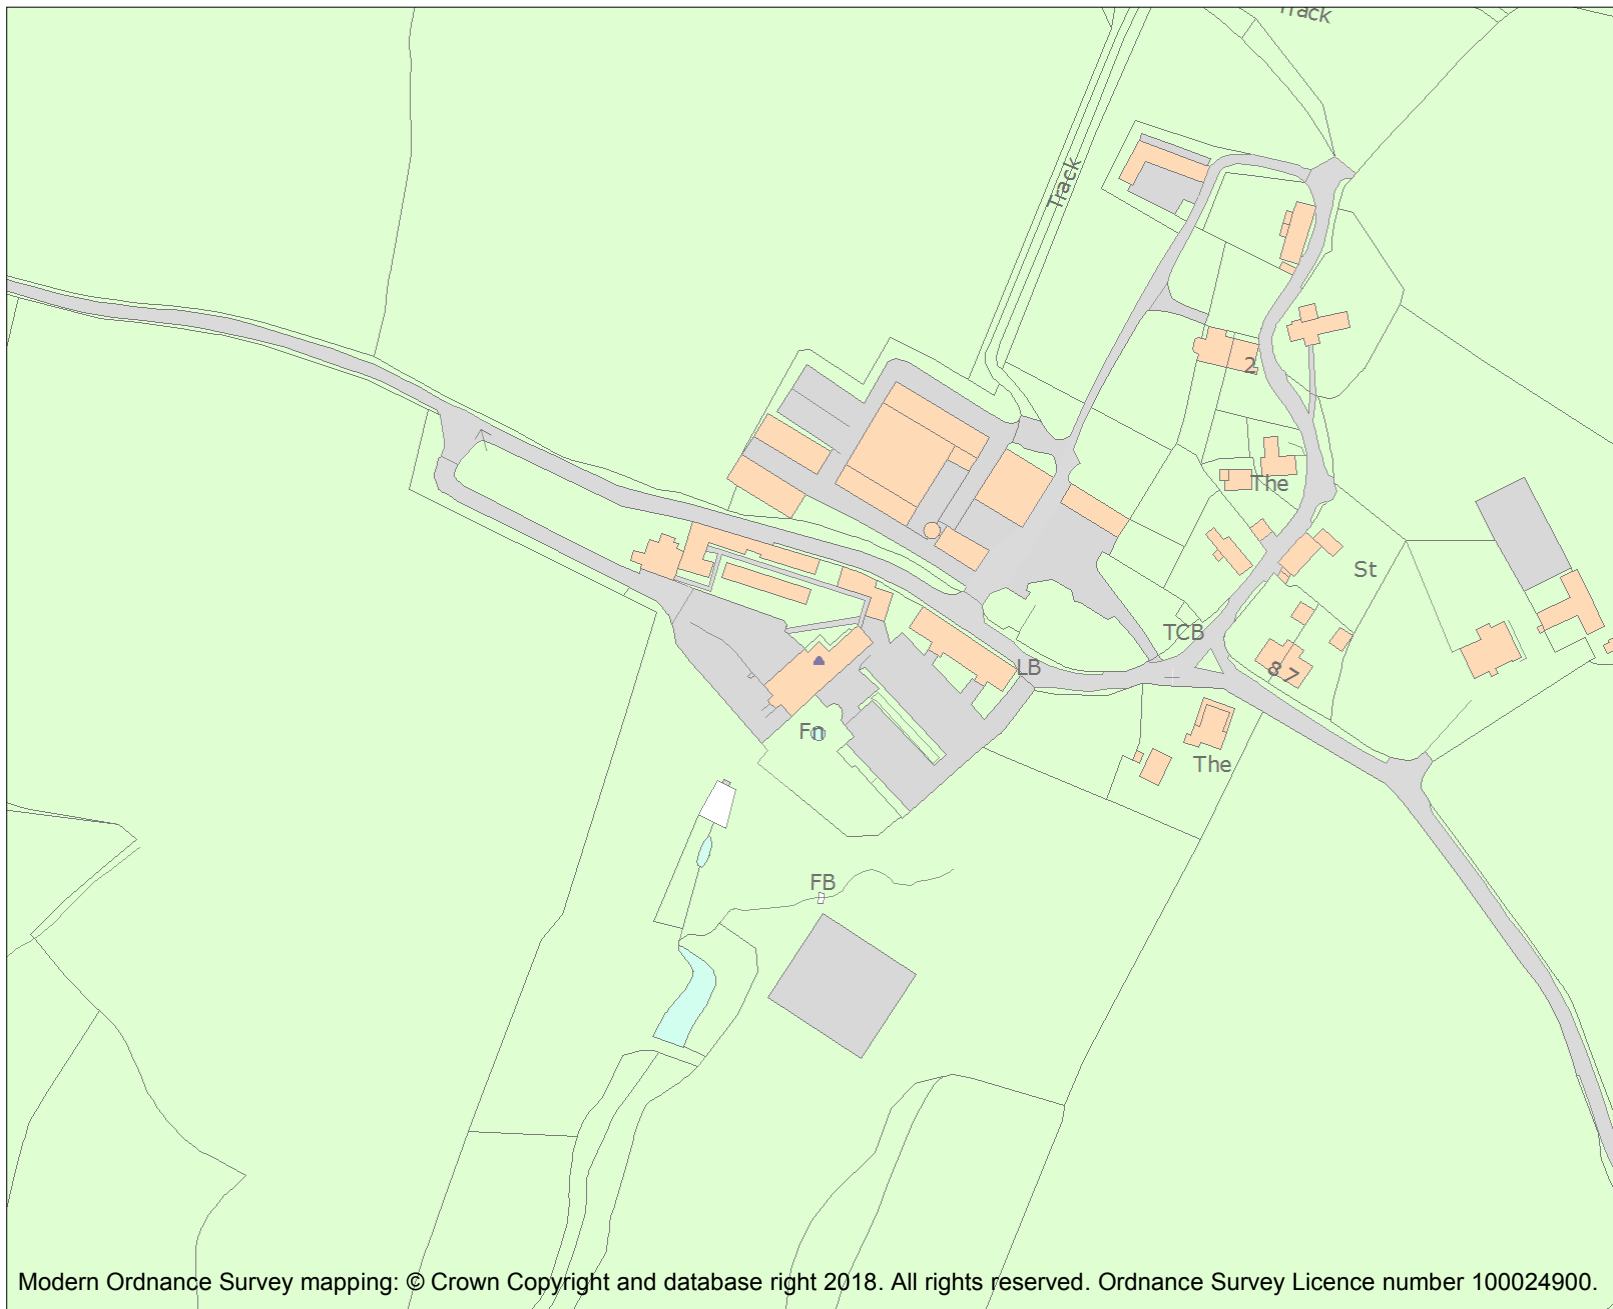 Track
Track
2
The
St
TCB
LB
8 7
Fn
The
FB
Modern Ordnance Survey mapping: © Crown Copyright and database right 2018. All rights reserved. Ordnance Survey Licence number 100024900.